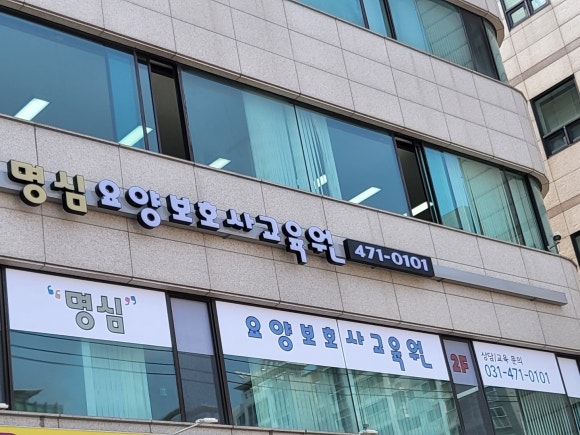 명심요양보호사교육원 471-0101
"명심" 요양보호사교육원 2F
상담/교육 문의
031-471-0101